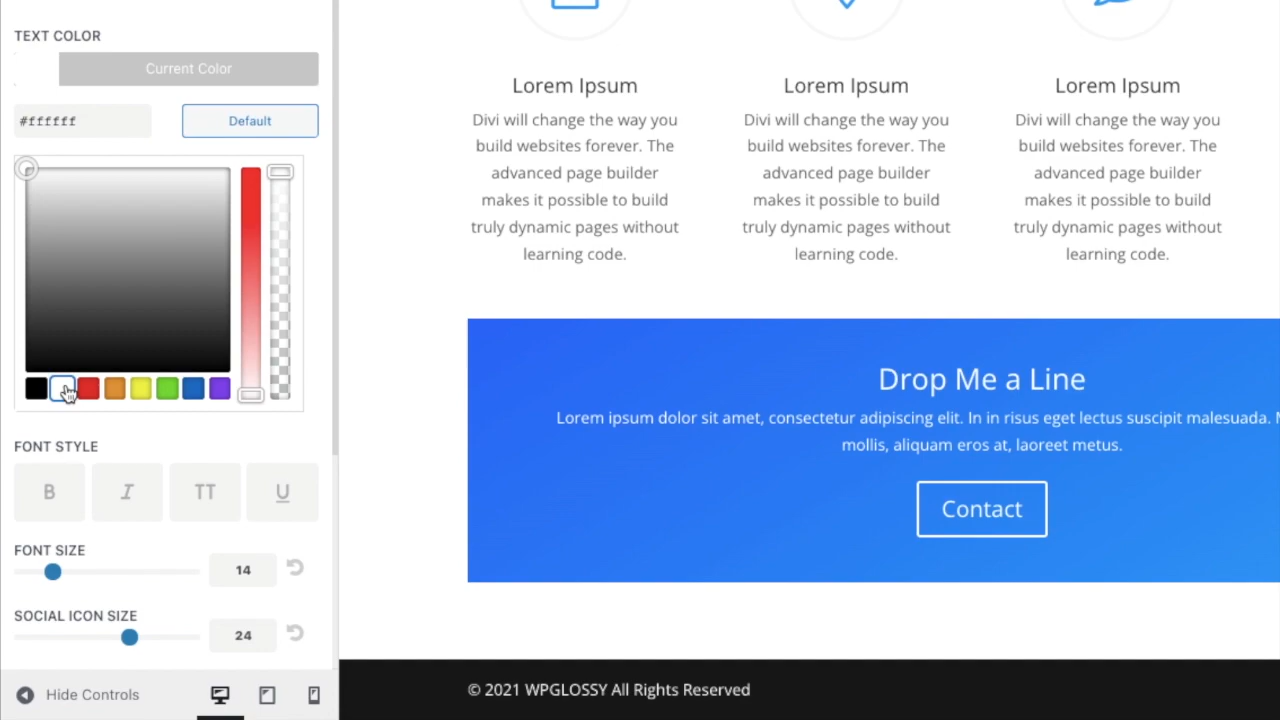 TEXT COLOR
Current Color
#ffffff
Default
FONT STYLE
B
I
TT
U
FONT SIZE
14
SOCIAL ICON SIZE
24
Hide Controls
Lorem Ipsum
Divi will change the way you
build websites forever. The
advanced page builder
makes it possible to build
truly dynamic pages without
learning code.
Lorem Ipsum
Divi will change the way you
build websites forever. The
advanced page builder
makes it possible to build
truly dynamic pages without
learning code.
Lorem Ipsum
Divi will change the way you
build websites forever. The
advanced page builder
makes it possible to build
truly dynamic pages without
learning code.
Drop Me a Line
Lorem ipsum dolor sit amet, consectetur adipiscing elit. In in risus eget lectus suscipit malesuada.
mollis, aliquam eros at, laoreet metus.
Contact
© 2021 WPGLOSSY All Rights Reserved